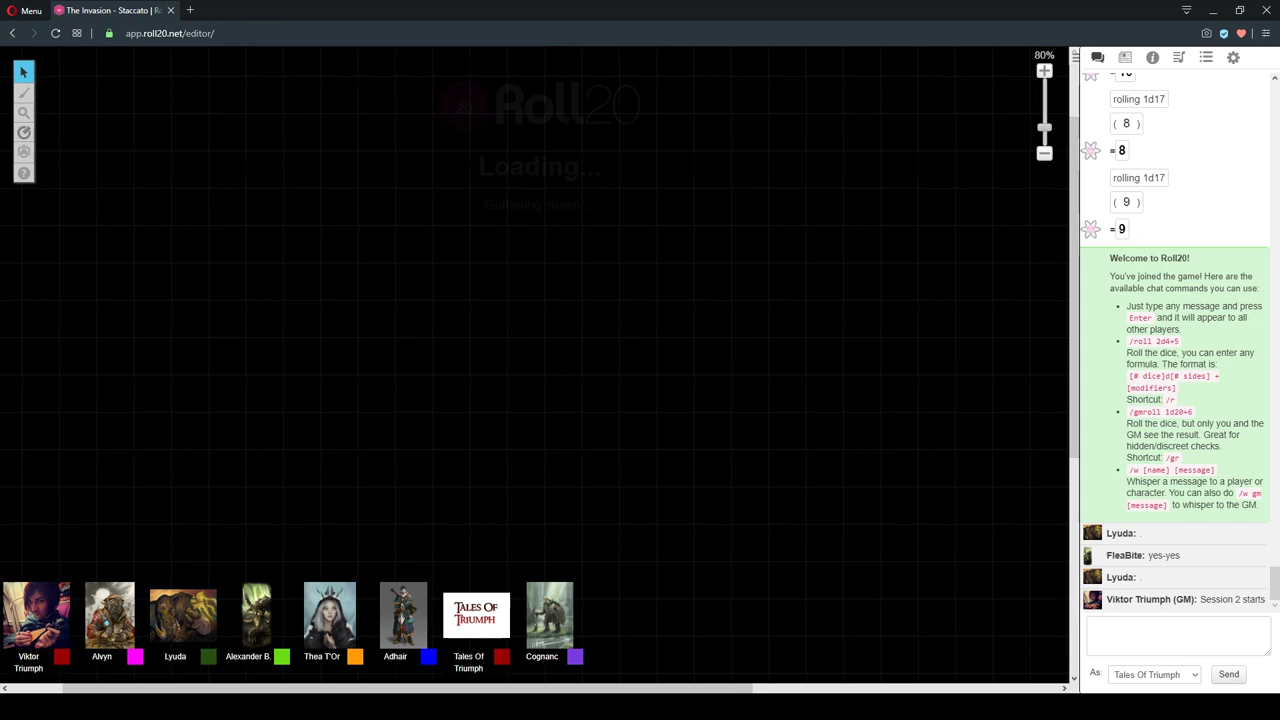 Menu
The Invasion - Staccato | Ro
app.roll20.net/editor/
80%
20
Roll20
Loading...
Gathering steam...
rolling 1d17
( 8 )
= 8
rolling 1d17
( 9 )
= 9
Welcome to Roll20!
You've joined the game! Here are the
available chat commands you can use:
Just type any message and press
Enter and it will appear to all
other players.
/roll 2d4+5
Roll the dice, you can enter any
formula. The format is:
[# dice]d[# sides] +
[modifiers]
Shortcut: /r
/gmroll 1d20+6
Roll the dice, but only you and the
GM see the result. Great for
hidden/discreet checks.
Shortcut: /gr
/w [name] [message]
Whisper a message to a player or
character. You can also do /w gm
[message] to whisper to the GM.
Lyuda: .
FleaBite: yes-yes
Lyuda: .
Viktor Triumph (GM): Session 2 starts
As: Tales Of Triumph
Send
TALES OF
TRIUMPH
Viktor
Triumph
Alvyn
Lyuda
Alexander B.
Thea T'Or
Adhair
Tales Of
Triumph
Cognanc